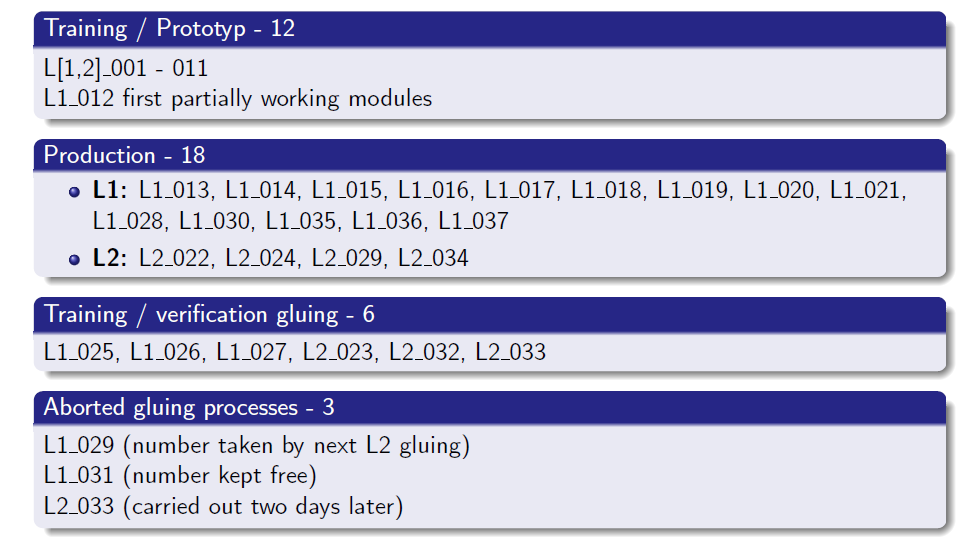 Training / Prototyp - 12
L[1,2]_001 - 011
L1_012 first partially working modules
Production - 18
L1: L1_013, L1_014, L1_015, L1_016, L1_017, L1_018, L1_019, L1_020, L1_021,
L1_028, L1_030, L1_035, L1_036, L1_037
L2: L2_022, L2_024, L2_029, L2_034
Training / verification gluing - 6
L1_025, L1_026, L1_027, L2_023, L2_032, L2_033
Aborted gluing processes - 3
L1_029 (number taken by next L2 gluing)
L1_031 (number kept free)
L2_033 (carried out two days later)